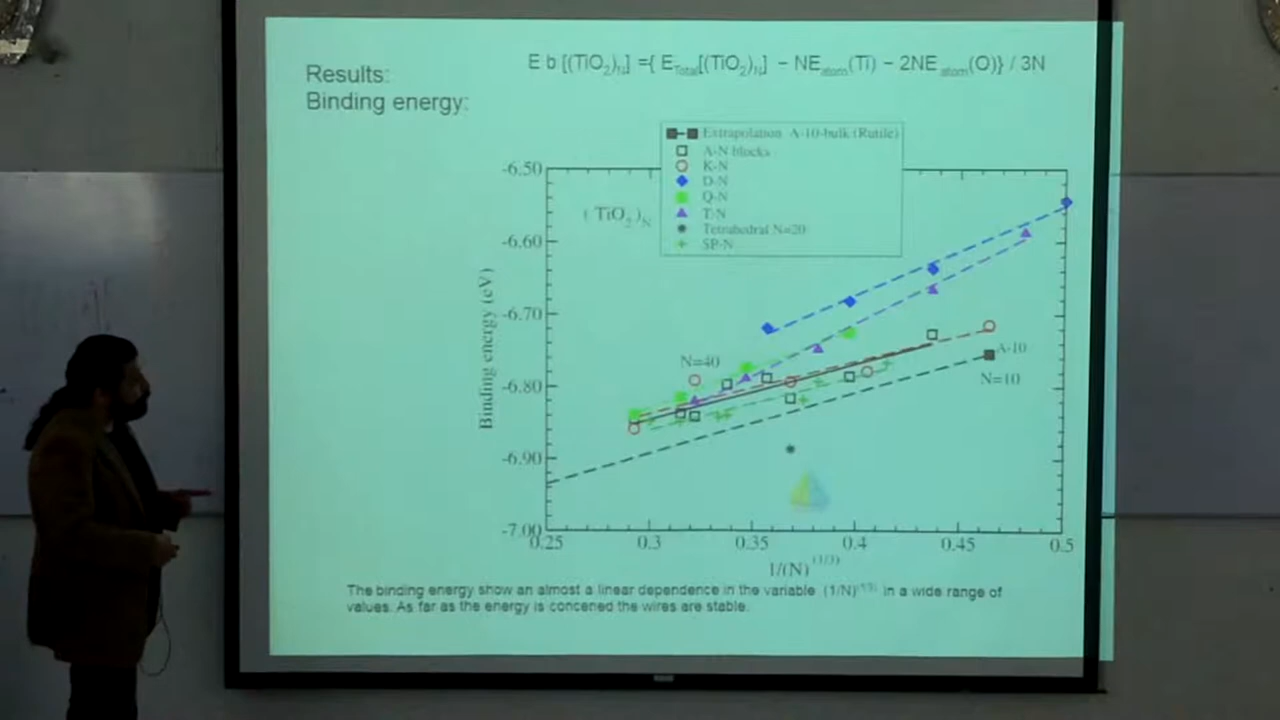 Results:
Binding energy:
E b [(TiO₂)ₙ] ={ E_Total[(TiO₂)ₙ] – NE_atom(Ti) – 2NE_atom(O)} / 3N
Extrapolation A-10-bulk (Rutile)
A-N blocks
K-N
D-N
Q-N
T-N
Tetrahedral N=20
SP-N
(TiO₂)N
-6.50
-6.60
-6.70
-6.80
-6.90
-7.00
Binding energy (eV)
N=40
A-10
N=10
0.25 0.3 0.35 0.4 0.45 0.5
1/(N)^(1/3)
The binding energy show an almost a linear dependence in the variable (1/N)^(1/3) in a wide range of
values. As far as the energy is concened the wires are stable.